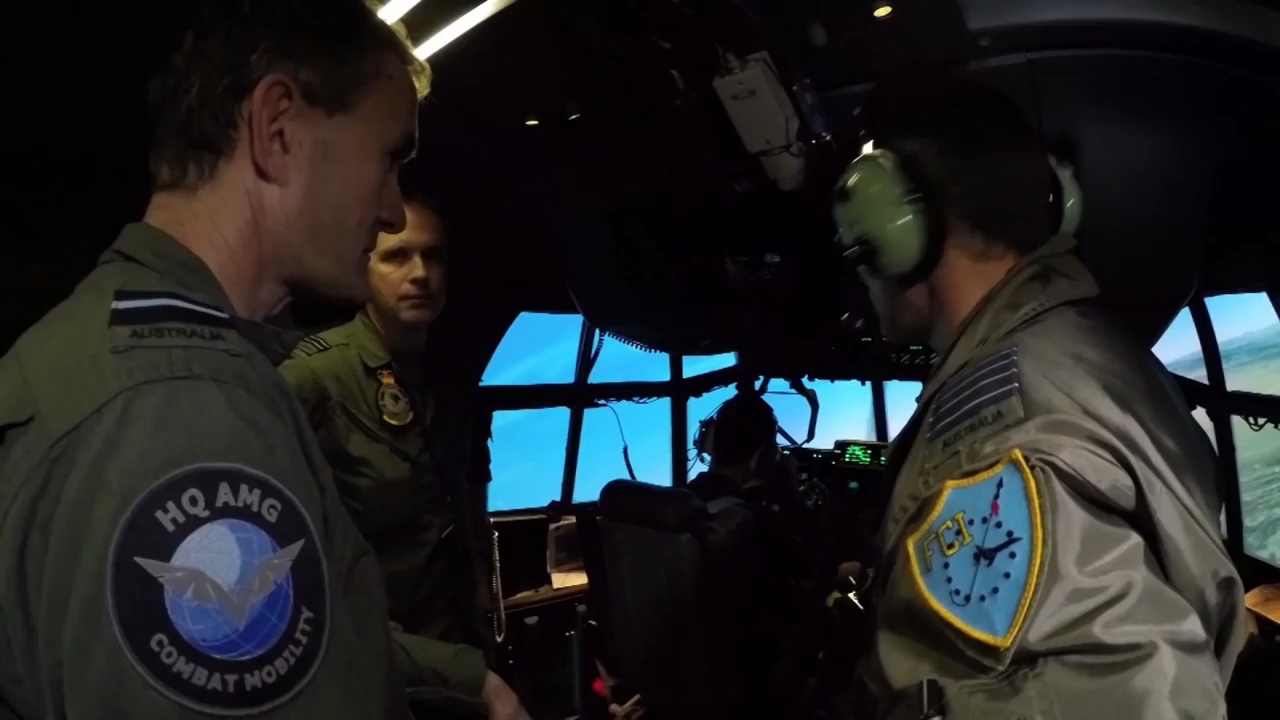 AUSTRALIA
HQ AMG
COMBAT MOBILITY
AUSTRALIA
FCI